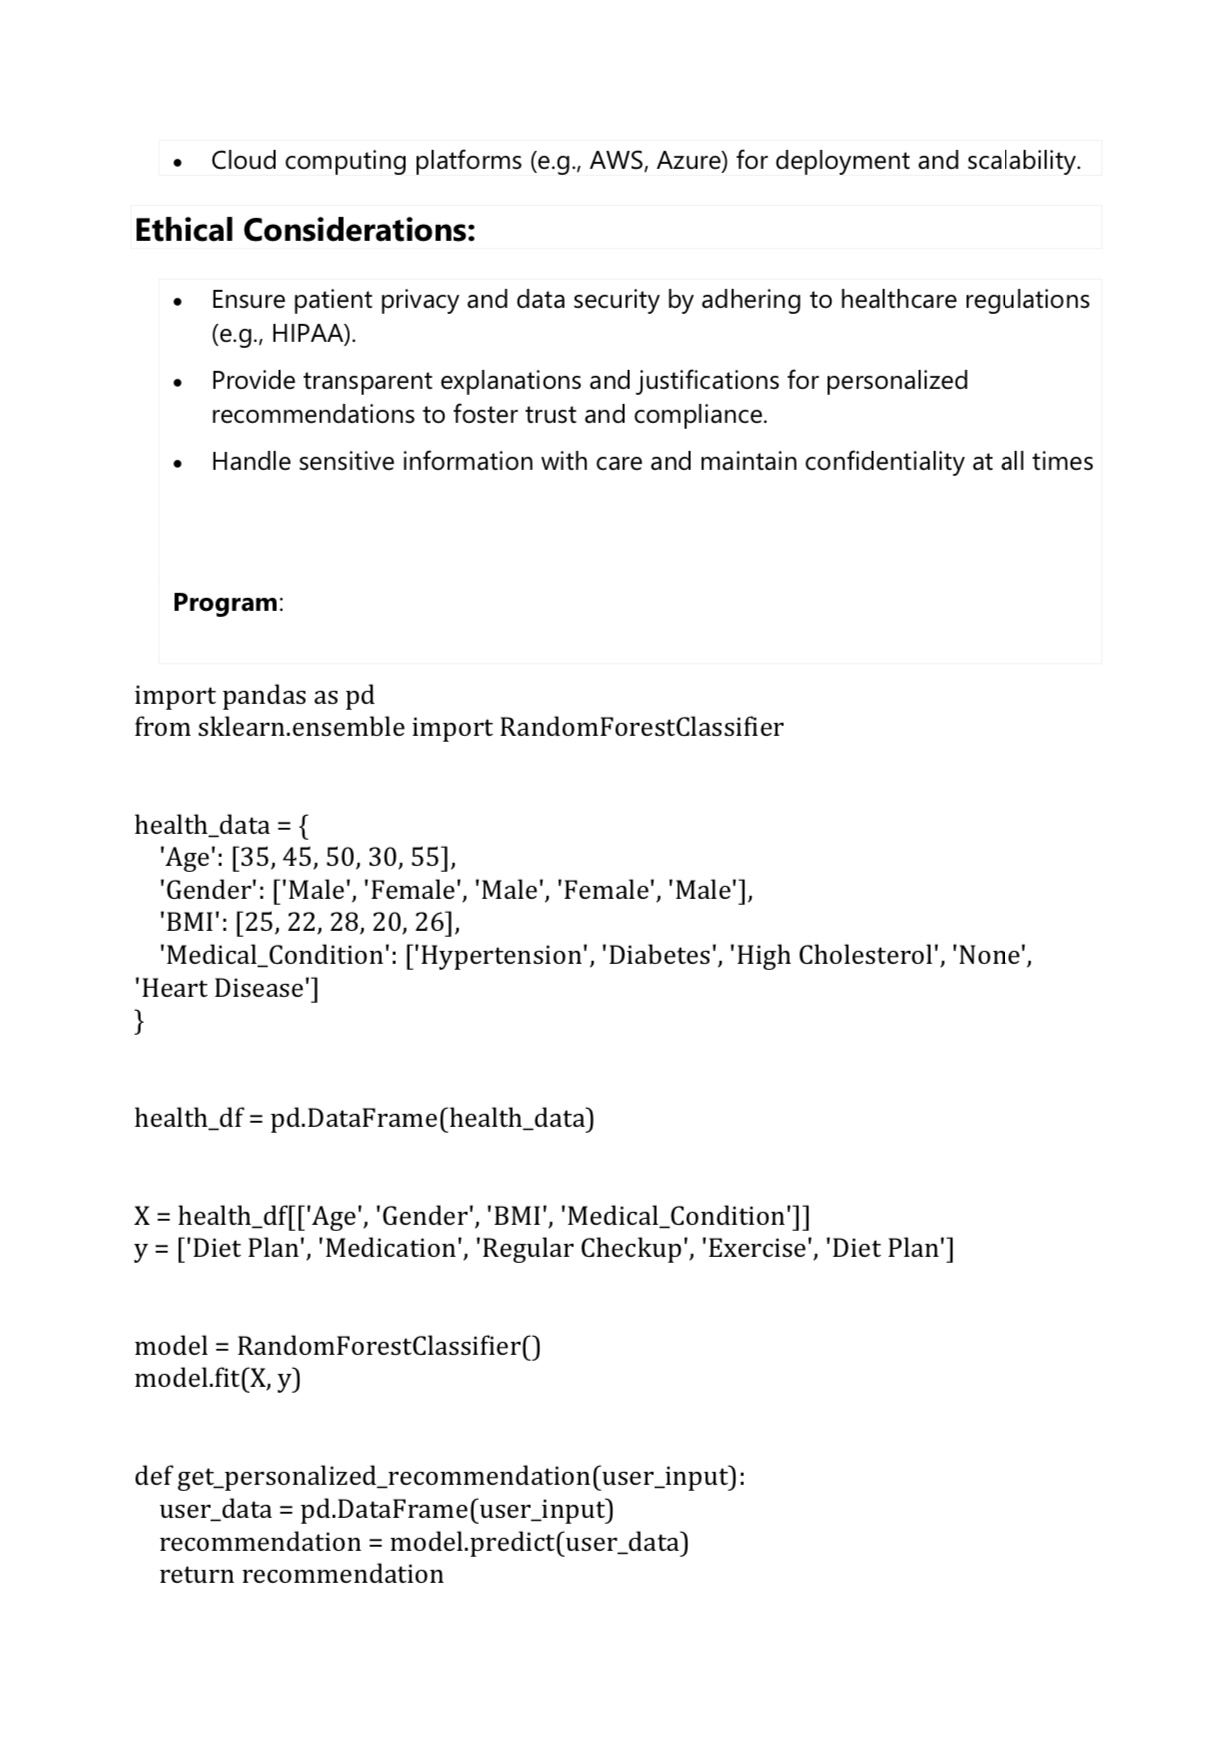 • Cloud computing platforms (e.g., AWS, Azure) for deployment and scalability.
Ethical Considerations:
• Ensure patient privacy and data security by adhering to healthcare regulations
(e.g., HIPAA).
• Provide transparent explanations and justifications for personalized
recommendations to foster trust and compliance.
• Handle sensitive information with care and maintain confidentiality at all times
Program:
import pandas as pd
from sklearn.ensemble import RandomForestClassifier
health_data = {
    'Age': [35, 45, 50, 30, 55],
    'Gender': ['Male', 'Female', 'Male', 'Female', 'Male'],
    'BMI': [25, 22, 28, 20, 26],
    'Medical_Condition': ['Hypertension', 'Diabetes', 'High Cholesterol', 'None',
'Heart Disease']
}
health_df = pd.DataFrame(health_data)
X = health_df[['Age', 'Gender', 'BMI', 'Medical_Condition']]
y = ['Diet Plan', 'Medication', 'Regular Checkup', 'Exercise', 'Diet Plan']
model = RandomForestClassifier()
model.fit(X, y)
def get_personalized_recommendation(user_input):
    user_data = pd.DataFrame(user_input)
    recommendation = model.predict(user_data)
    return recommendation